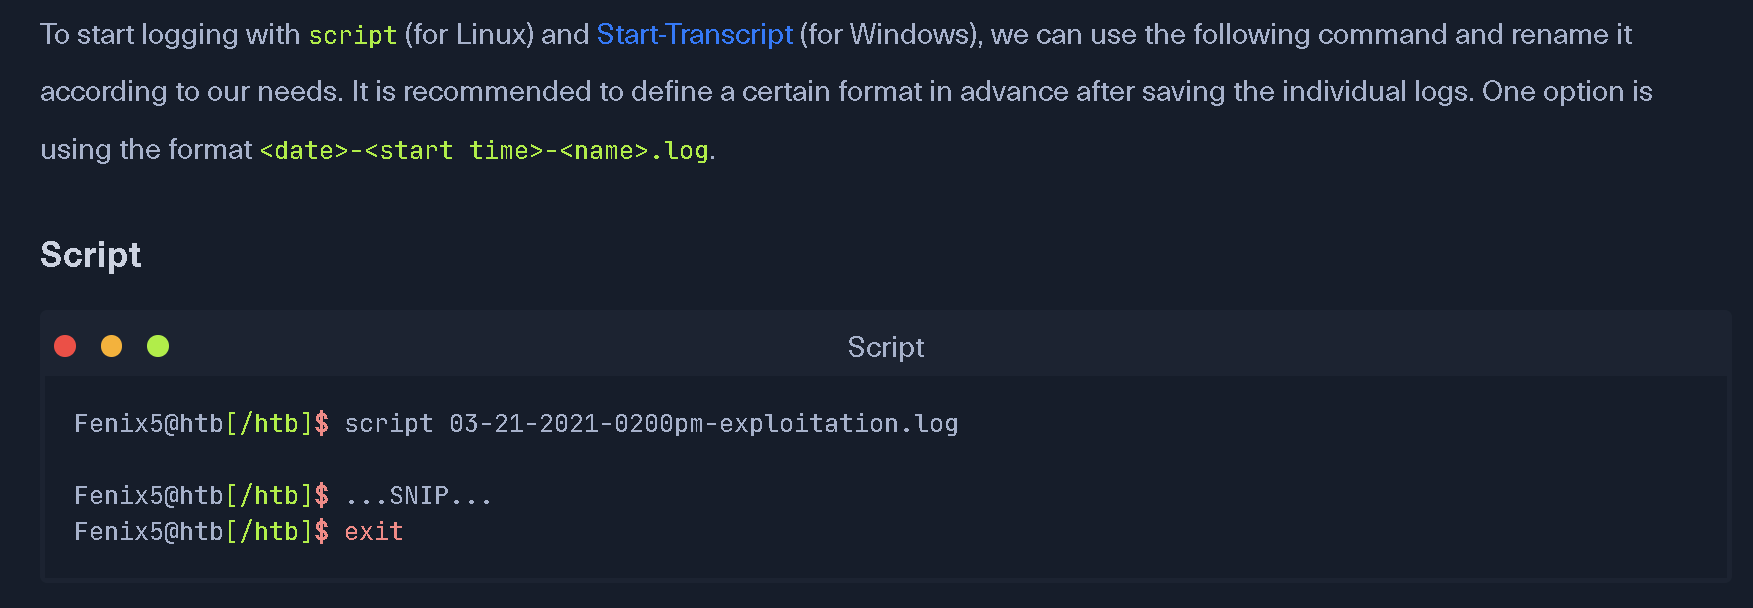 To start logging with script (for Linux) and Start-Transcript (for Windows), we can use the following command and rename it
according to our needs. It is recommended to define a certain format in advance after saving the individual logs. One option is
using the format <date>-<start time>-<name>.log.
Script
Script
Fenix5@htb[/htb]$ script 03-21-2021-0200pm-exploitation.log
Fenix5@htb[/htb]$ ...SNIP...
Fenix5@htb[/htb]$ exit